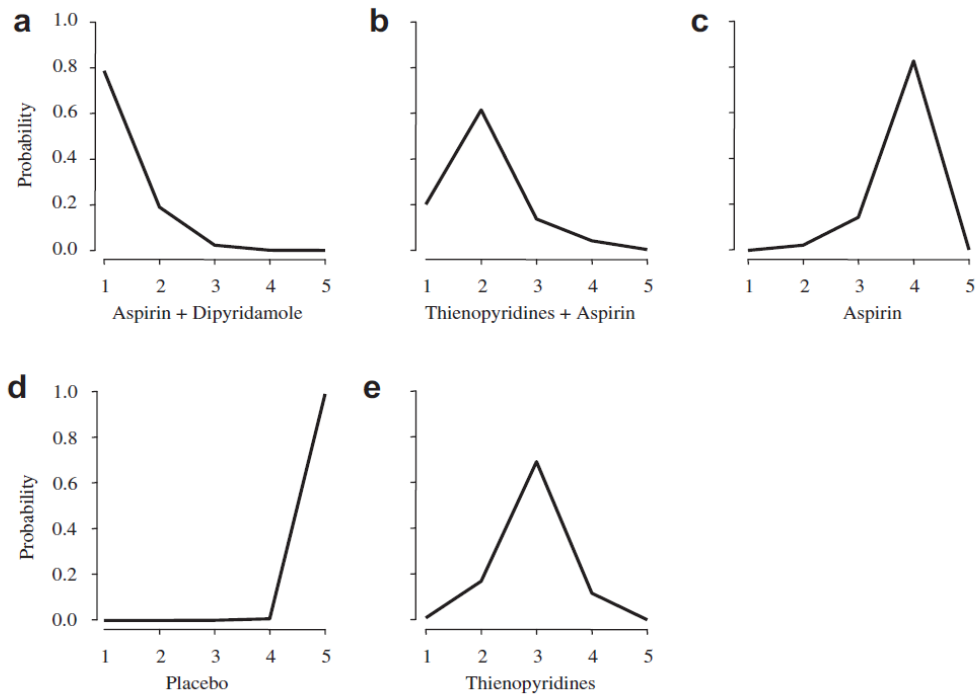 a
b
c
1.0
0.8
0.6
0.4
0.2
0.0
Probability
1 2 3 4 5
Aspirin + Dipyridamole
1 2 3 4 5
Thienopyridines + Aspirin
1 2 3 4 5
Aspirin
d
e
1.0
0.8
0.6
0.4
0.2
0.0
Probability
1 2 3 4 5
Placebo
1 2 3 4 5
Thienopyridines